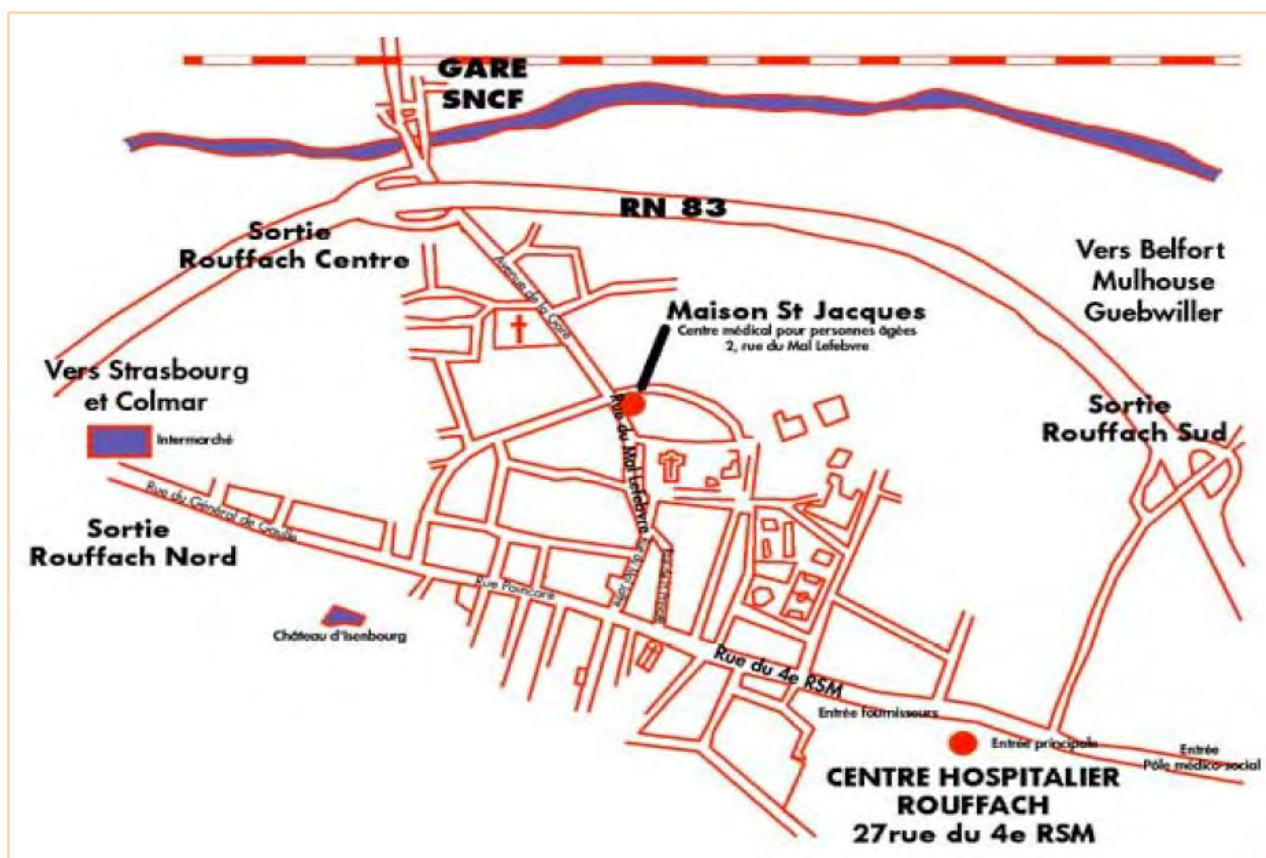 GARE
SNCF
RN 83
Sortie
Rouffach Centre
Vers Belfort
Mulhouse
Guebwiller
Avenue de la Gare
Maison St Jacques
Centre médical pour personnes âgées
2, rue du Mal Lefebvre
Vers Strasbourg
et Colmar
Intermarché
Sortie
Rouffach Sud
Rue du Mal Lefebvre
Rue du Général de Gaulle
Sortie
Rouffach Nord
Rue Poincaré
Château d'Isenbourg
Rue du 4e RSM
Entrée fournisseurs
Entrée principale
Entrée
Pôle médico-social
CENTRE HOSPITALIER
ROUFFACH
27rue du 4e RSM